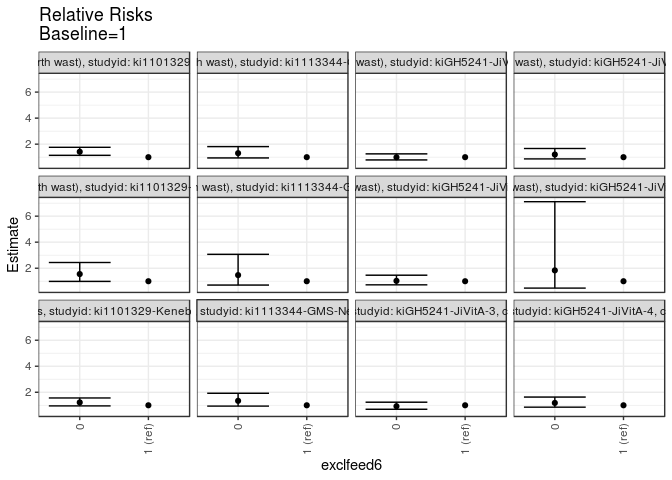 Relative Risks
Baseline=1
rth wast), studyid: ki1101329
rth wast), studyid: ki1113344-
wast), studyid: kiGH5241-JiV
wast), studyid: kiGH5241-JiV
6
4
2
th wast), studyid: ki1101329-
wast), studyid: ki1113344-G
wast), studyid: kiGH5241-JiV
wast), studyid: kiGH5241-JiV
6
4
2
Estimate
s, studyid: ki1101329-Keneb
studyid: ki1113344-GMS-Ne
studyid: kiGH5241-JiVitA-3, c
studyid: kiGH5241-JiVitA-4, c
6
4
2
0
1 (ref)
0
1 (ref)
0
1 (ref)
0
1 (ref)
exclfeed6